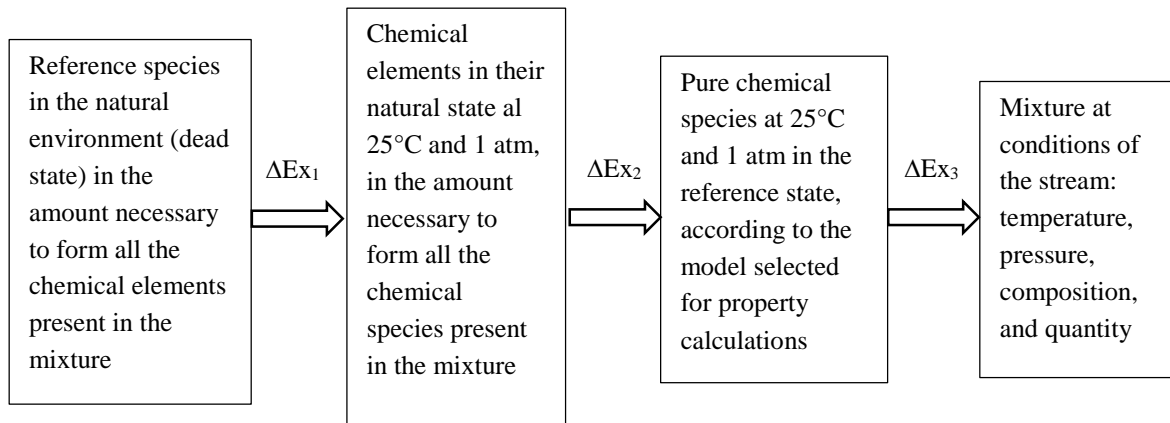 Reference species
in the natural
environment (dead
state) in the
amount necessary
to form all the
chemical elements
present in the
mixture
ΔEx₁
Chemical
elements in their
natural state al
25°C and 1 atm,
in the amount
necessary to
form all the
chemical
species present
in the mixture
ΔEx₂
Pure chemical
species at 25°C
and 1 atm in the
reference state,
according to the
model selected
for property
calculations
ΔEx₃
Mixture at
conditions of
the stream:
temperature,
pressure,
composition,
and quantity